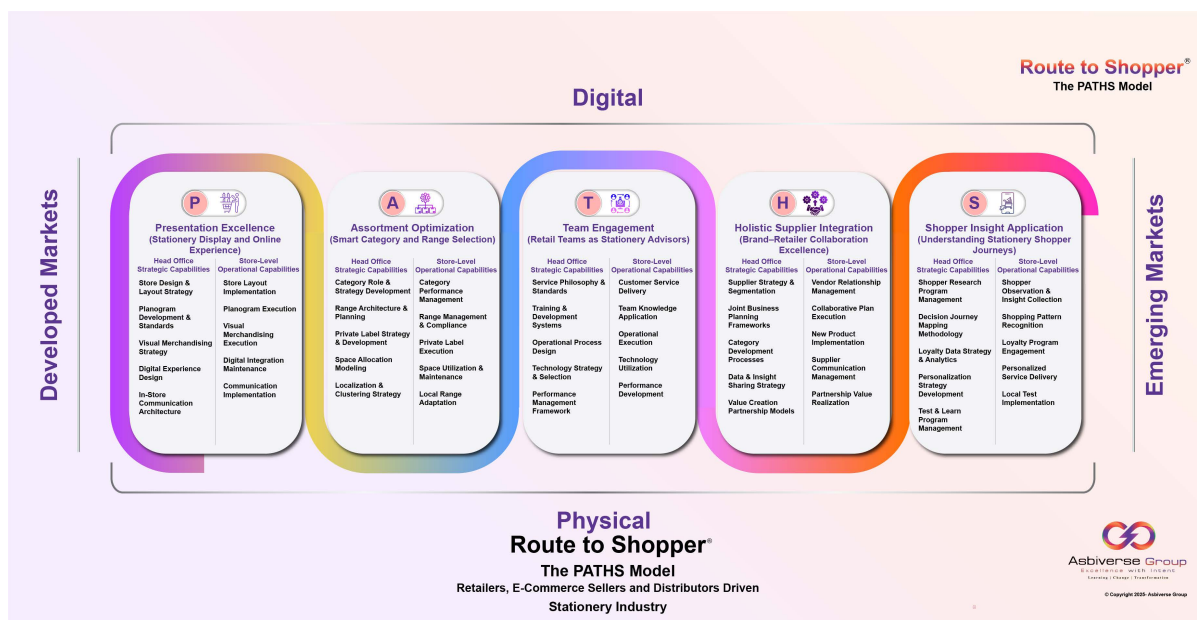 Route to Shopper®
The PATHS Model
Digital
Developed Markets
Emerging Markets
P
Presentation Excellence
(Stationery Display and Online
Experience)
Head Office
Strategic Capabilities
Store Design &
Layout Strategy
Planogram
Development &
Standards
Visual Merchandising
Strategy
Digital Experience
Design
In-Store
Communication
Architecture
Store-Level
Operational Capabilities
Store Layout
Implementation
Planogram Execution
Visual
Merchandising
Execution
Digital Integration
Maintenance
Communication
Implementation
A
Assortment Optimization
(Smart Category and Range Selection)
Head Office
Strategic Capabilities
Category Role &
Strategy Development
Range Architecture &
Planning
Private Label Strategy
& Development
Space Allocation
Modeling
Localization &
Clustering Strategy
Store-Level
Operational Capabilities
Category
Performance
Management
Range Management
& Compliance
Private Label
Execution
Space Utilization &
Maintenance
Local Range
Adaptation
T
Team Engagement
(Retail Teams as Stationery Advisors)
Head Office
Strategic Capabilities
Service Philosophy &
Standards
Training &
Development
Systems
Operational Process
Design
Technology Strategy
& Selection
Performance
Management
Framework
Store-Level
Operational Capabilities
Customer Service
Delivery
Team Knowledge
Application
Operational
Execution
Technology
Utilization
Performance
Development
H
Holistic Supplier Integration
(Brand–Retailer Collaboration
Excellence)
Head Office
Strategic Capabilities
Supplier Strategy &
Segmentation
Joint Business
Planning
Frameworks
Category
Development
Processes
Data & Insight
Sharing Strategy
Value Creation
Partnership Models
Store-Level
Operational Capabilities
Vendor Relationship
Management
Collaborative Plan
Execution
New Product
Implementation
Supplier
Communication
Management
Partnership Value
Realization
S
Shopper Insight Application
(Understanding Stationery Shopper
Journeys)
Head Office
Strategic Capabilities
Shopper Research
Program
Management
Decision Journey
Mapping
Methodology
Loyalty Data Strategy
& Analytics
Personalization
Strategy
Development
Test & Learn
Program
Management
Store-Level
Operational Capabilities
Shopper
Observation &
Insight Collection
Shopping Pattern
Recognition
Loyalty Program
Engagement
Personalized
Service Delivery
Local Test
Implementation
Physical
Route to Shopper®
The PATHS Model
Retailers, E-Commerce Sellers and Distributors Driven
Stationery Industry
Asbiverse Group
Excellence with Intent
Learning | Change | Transformation
© Copyright 2025- Asbiverse Group